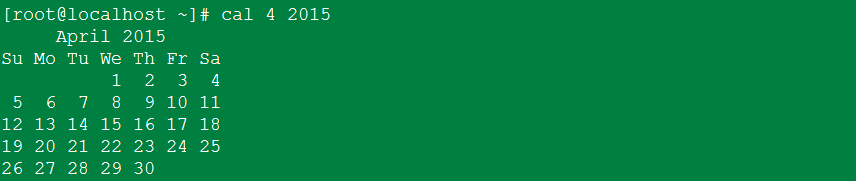 [root@localhost ~]# cal 4 2015
     April 2015
Su Mo Tu We Th Fr Sa
          1  2  3  4
 5  6  7  8  9 10 11
12 13 14 15 16 17 18
19 20 21 22 23 24 25
26 27 28 29 30